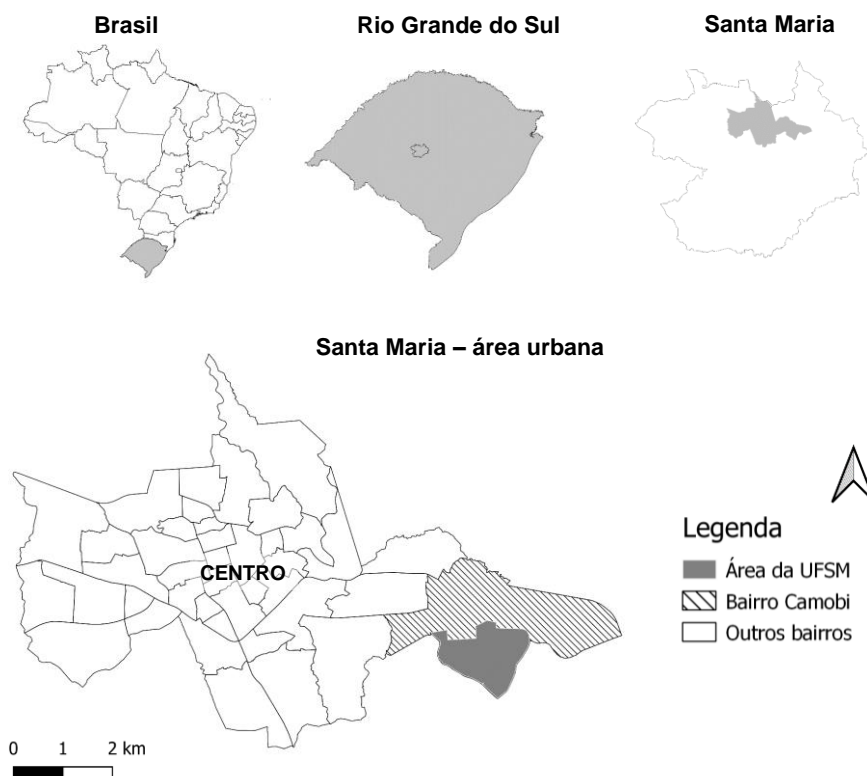 Brasil
Rio Grande do Sul
Santa Maria
Santa Maria – área urbana
CENTRO
Legenda
Área da UFSM
Bairro Camobi
Outros bairros
0 1 2 km